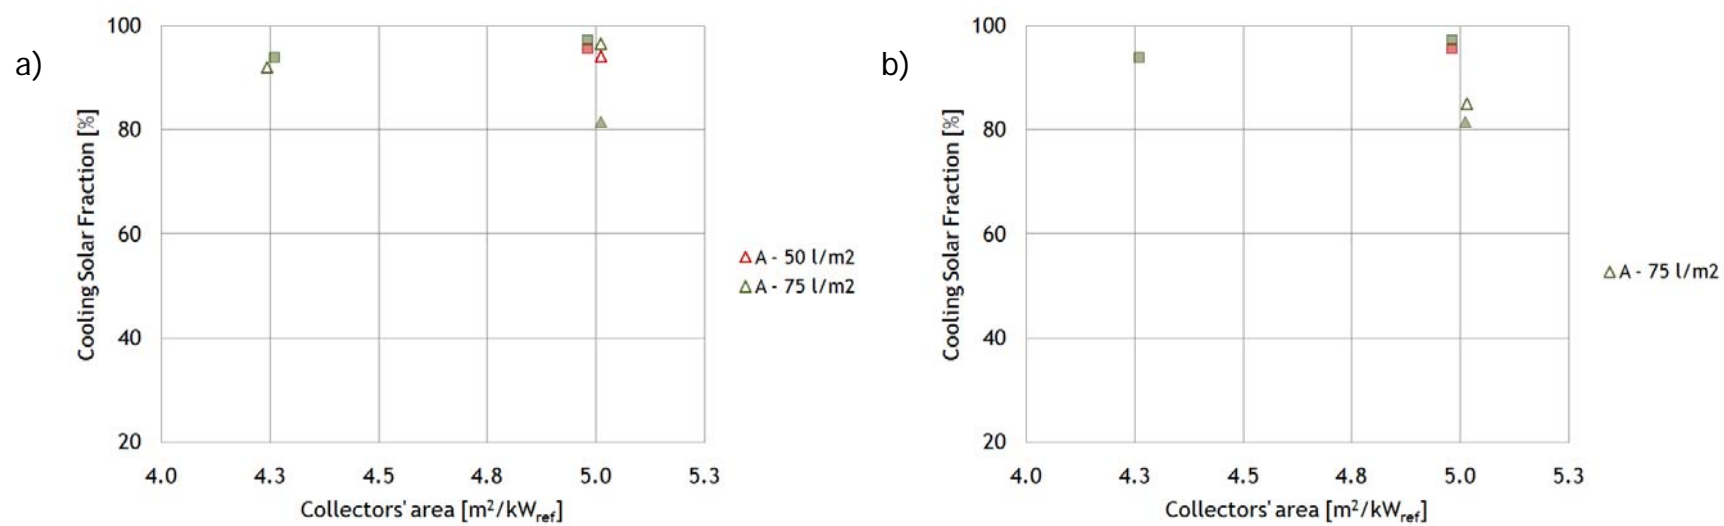 a)
Cooling Solar Fraction [%]
100
80
60
40
20
4.0 4.3 4.5 4.8 5.0 5.3
Collectors' area [m²/kWref]
A - 50 l/m2
A - 75 l/m2
b)
Cooling Solar Fraction [%]
100
80
60
40
20
4.0 4.3 4.5 4.8 5.0 5.3
Collectors' area [m²/kWref]
A - 75 l/m2